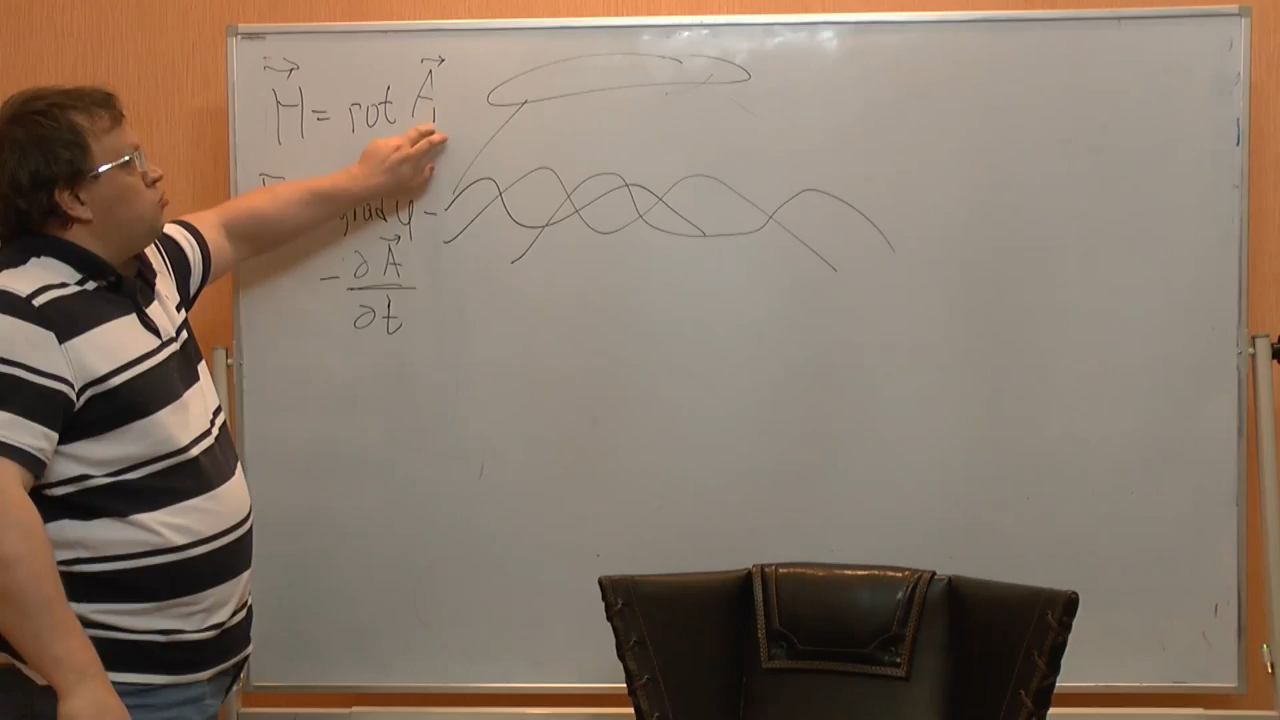 H⃗ = rot A⃗
grad φ -
- ∂A⃗
∂t